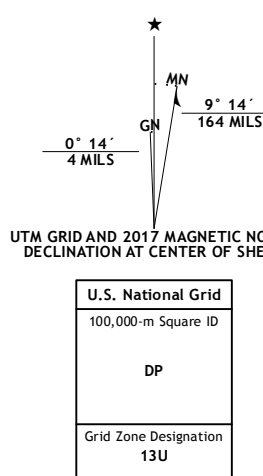 ★
MN
GN
9° 14´
164 MILS
0° 14´
4 MILS
UTM GRID AND 2017 MAGNETIC NO
DECLINATION AT CENTER OF SHE
U.S. National Grid
100,000-m Square ID
DP
Grid Zone Designation
13U